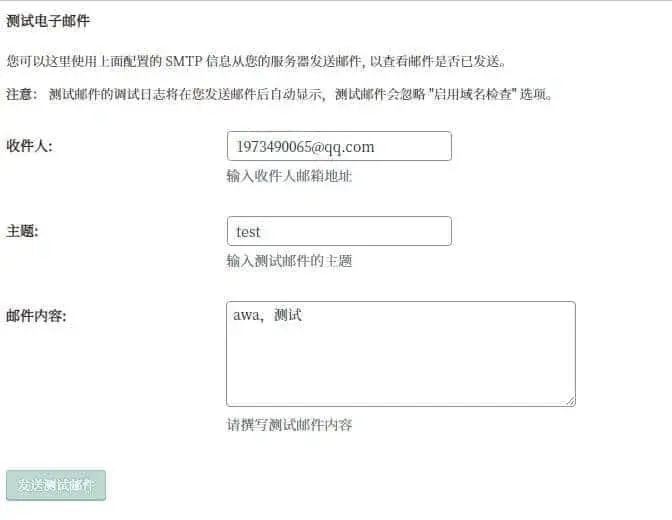 测试电子邮件
您可以这里使用上面配置的 SMTP 信息从您的服务器发送邮件, 以查看邮件是否已发送。
注意： 测试邮件的调试日志将在您发送邮件后自动显示，测试邮件会忽略 "启用域名检查" 选项。
收件人:
1973490065@qq.com
输入收件人邮箱地址
主题:
test
输入测试邮件的主题
邮件内容:
awa，测试
请撰写测试邮件内容
发送测试邮件